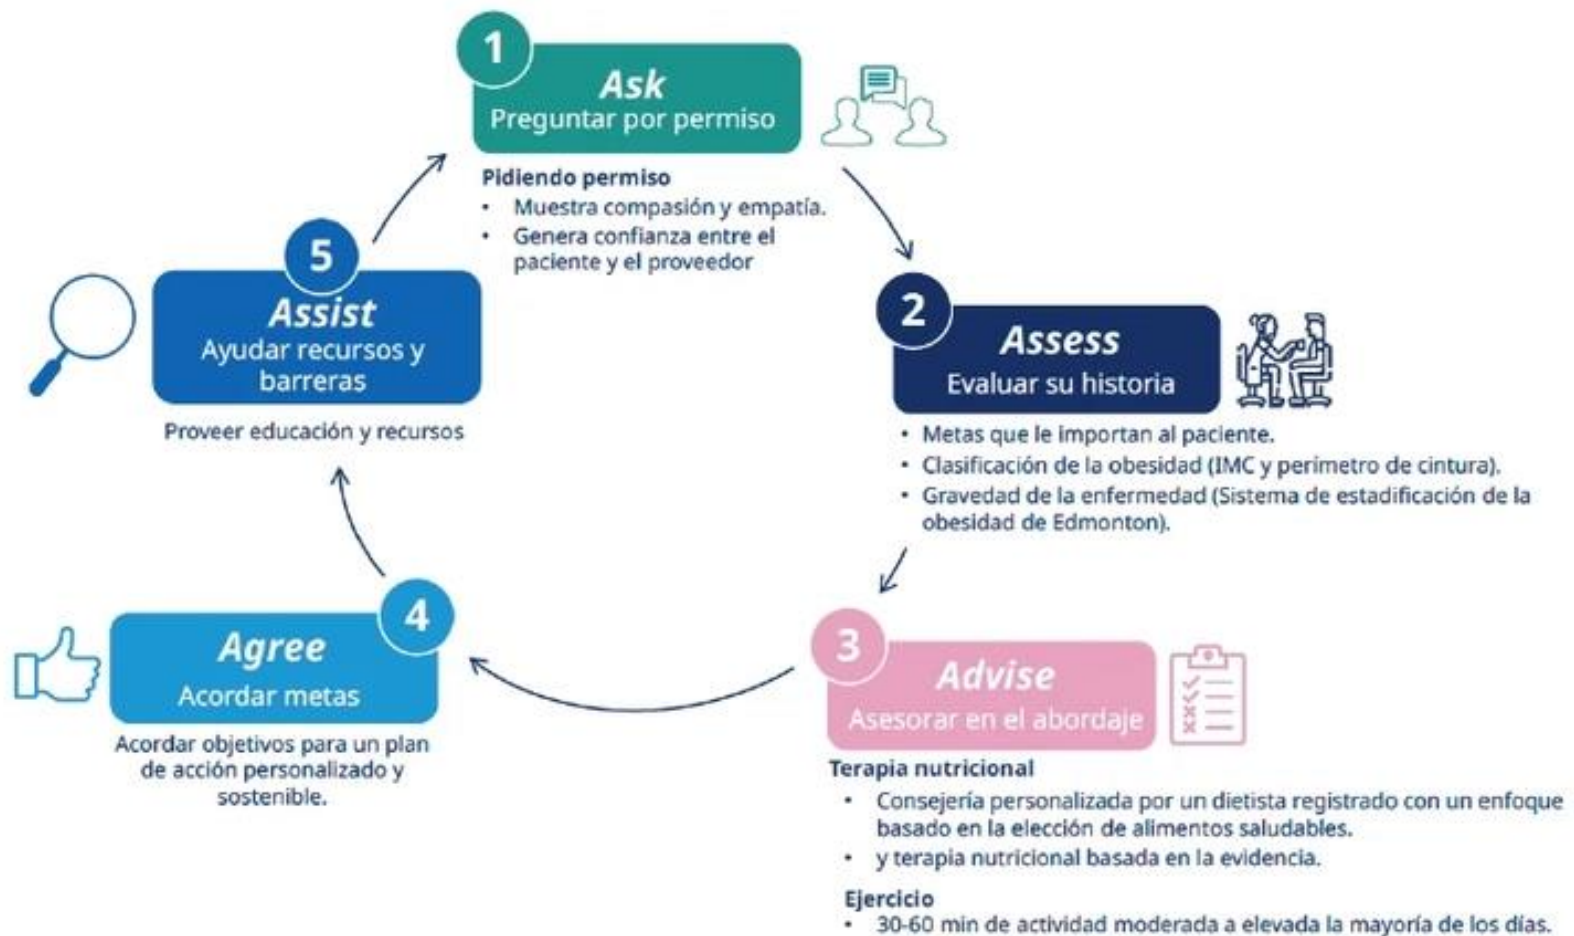 1
Ask
Preguntar por permiso
Pidiendo permiso
• Muestra compasión y empatía.
• Genera confianza entre el
paciente y el proveedor
2
Assess
Evaluar su historia
• Metas que le importan al paciente.
• Clasificación de la obesidad (IMC y perímetro de cintura).
• Gravedad de la enfermedad (Sistema de estadificación de la
obesidad de Edmonton).
3
Advise
Asesorar en el abordaje
Terapia nutricional
• Consejería personalizada por un dietista registrado con un enfoque
basado en la elección de alimentos saludables.
• y terapia nutricional basada en la evidencia.
Ejercicio
• 30-60 min de actividad moderada a elevada la mayoría de los días.
4
Agree
Acordar metas
Acordar objetivos para un plan
de acción personalizado y
sostenible.
5
Assist
Ayudar recursos y
barreras
Proveer educación y recursos